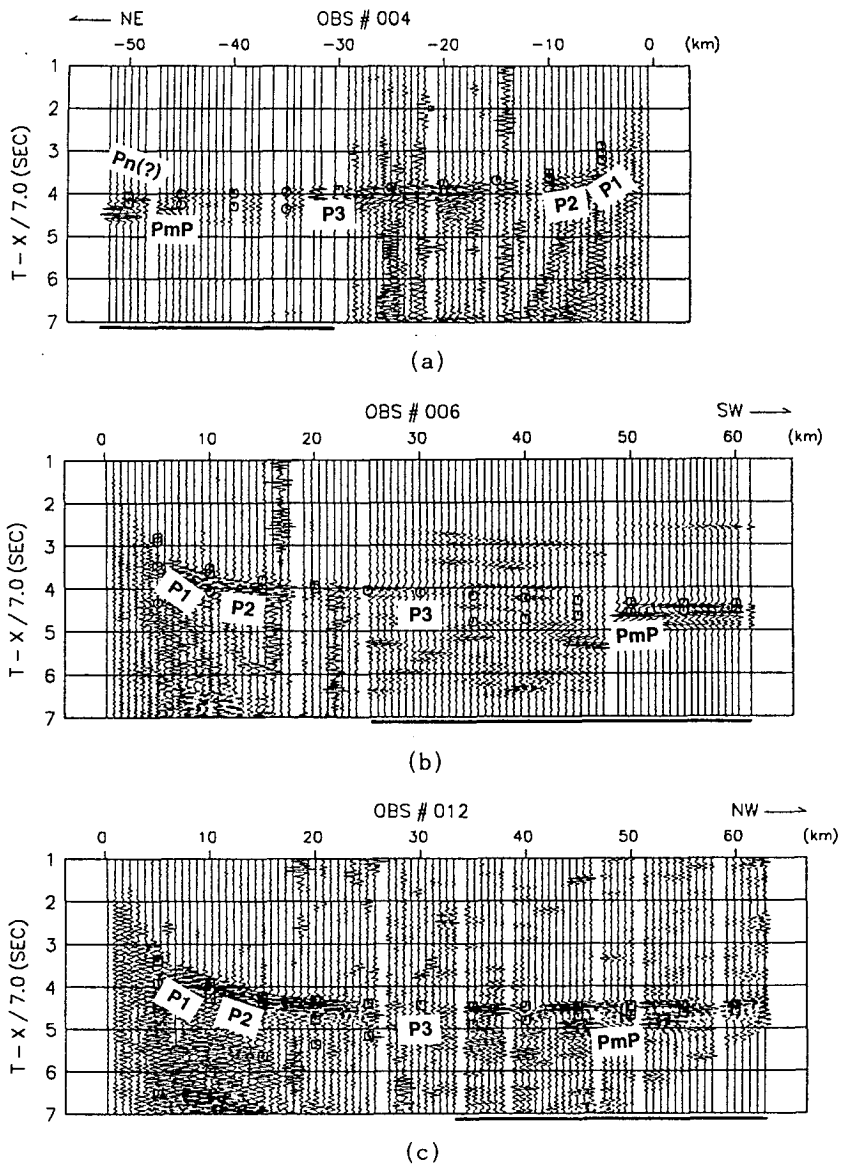 ← NE OBS # 004
-50 -40 -30 -20 -10 0 (km)
T - X / 7.0 (SEC)
1
2
3
4
5
6
7
Pn(?)
PmP
P3
P2
P1
(a)
OBS # 006 SW →
0 10 20 30 40 50 60 (km)
T - X / 7.0 (SEC)
1
2
3
4
5
6
7
P1
P2
P3
PmP
(b)
OBS # 012 NW →
0 10 20 30 40 50 60 (km)
T - X / 7.0 (SEC)
1
2
3
4
5
6
7
P1
P2
P3
PmP
(c)